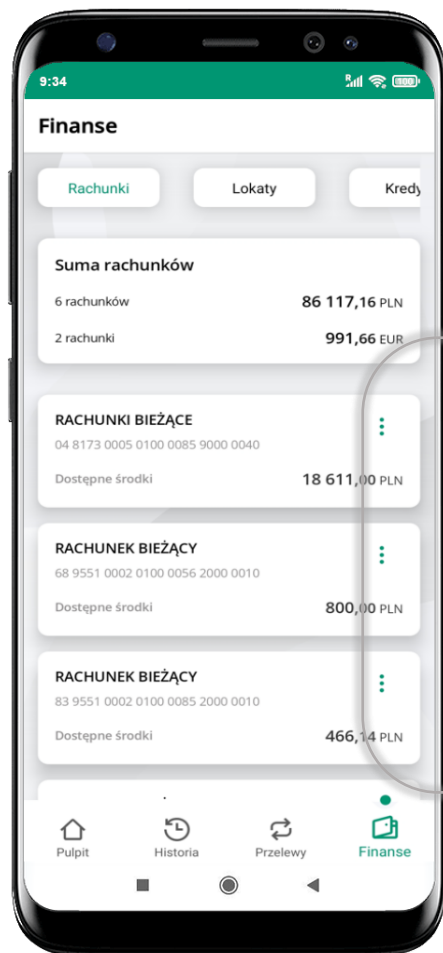 9:34
Finanse
Rachunki Lokaty Kredy
Suma rachunków
6 rachunków 86 117,16 PLN
2 rachunki 991,66 EUR
RACHUNKI BIEŻĄCE
04 8173 0005 0100 0085 9000 0040
Dostępne środki 18 611,00 PLN
RACHUNEK BIEŻĄCY
68 9551 0002 0100 0056 2000 0010
Dostępne środki 800,00 PLN
RACHUNEK BIEŻĄCY
83 9551 0002 0100 0085 2000 0010
Dostępne środki 466,14 PLN
Pulpit Historia Przelewy Finanse